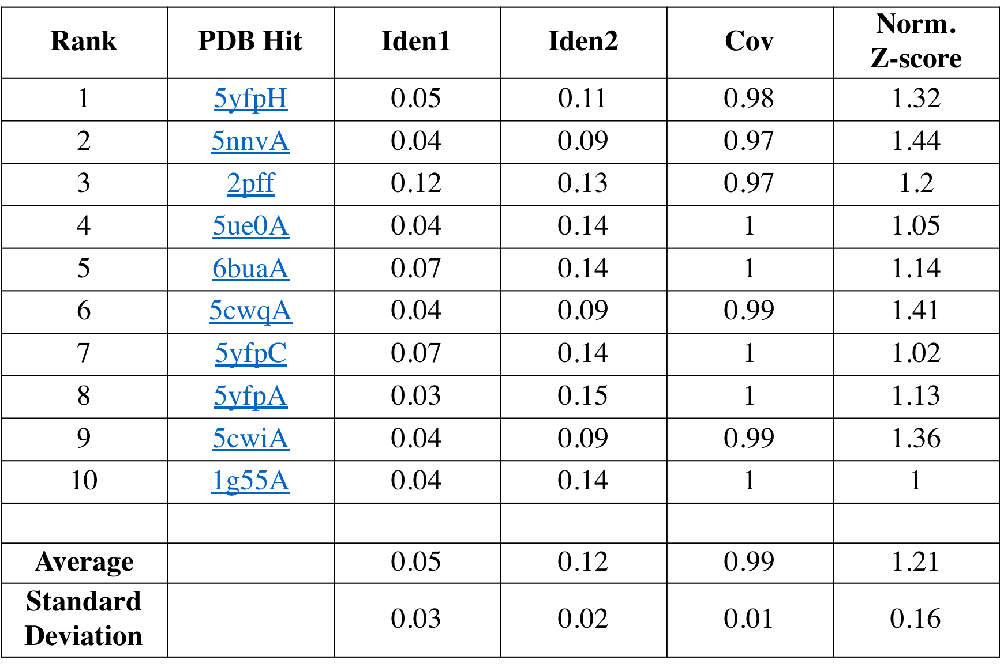 Rank PDB Hit Iden1 Iden2 Cov Norm.
Z-score
1 5yfpH 0.05 0.11 0.98 1.32
2 5nnvA 0.04 0.09 0.97 1.44
3 2pff 0.12 0.13 0.97 1.2
4 5ue0A 0.04 0.14 1 1.05
5 6buaA 0.07 0.14 1 1.14
6 5cwqA 0.04 0.09 0.99 1.41
7 5yfpC 0.07 0.14 1 1.02
8 5yfpA 0.03 0.15 1 1.13
9 5cwiA 0.04 0.09 0.99 1.36
10 1g55A 0.04 0.14 1 1
Average 0.05 0.12 0.99 1.21
Standard
Deviation 0.03 0.02 0.01 0.16